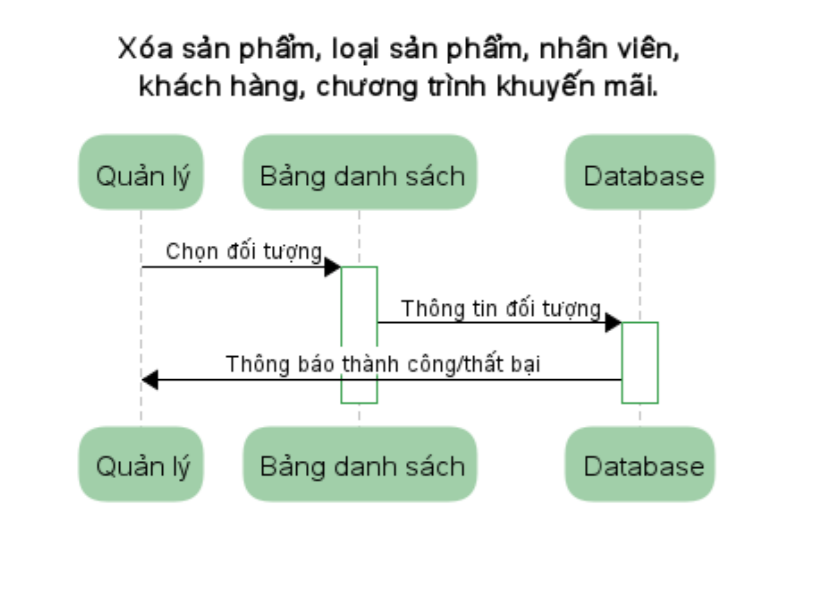 Xóa sản phẩm, loại sản phẩm, nhân viên,
khách hàng, chương trình khuyến mãi.
Quản lý
Bảng danh sách
Database
Chọn đối tượng
Thông tin đối tượng
Thông báo thành công/thất bại
Quản lý
Bảng danh sách
Database